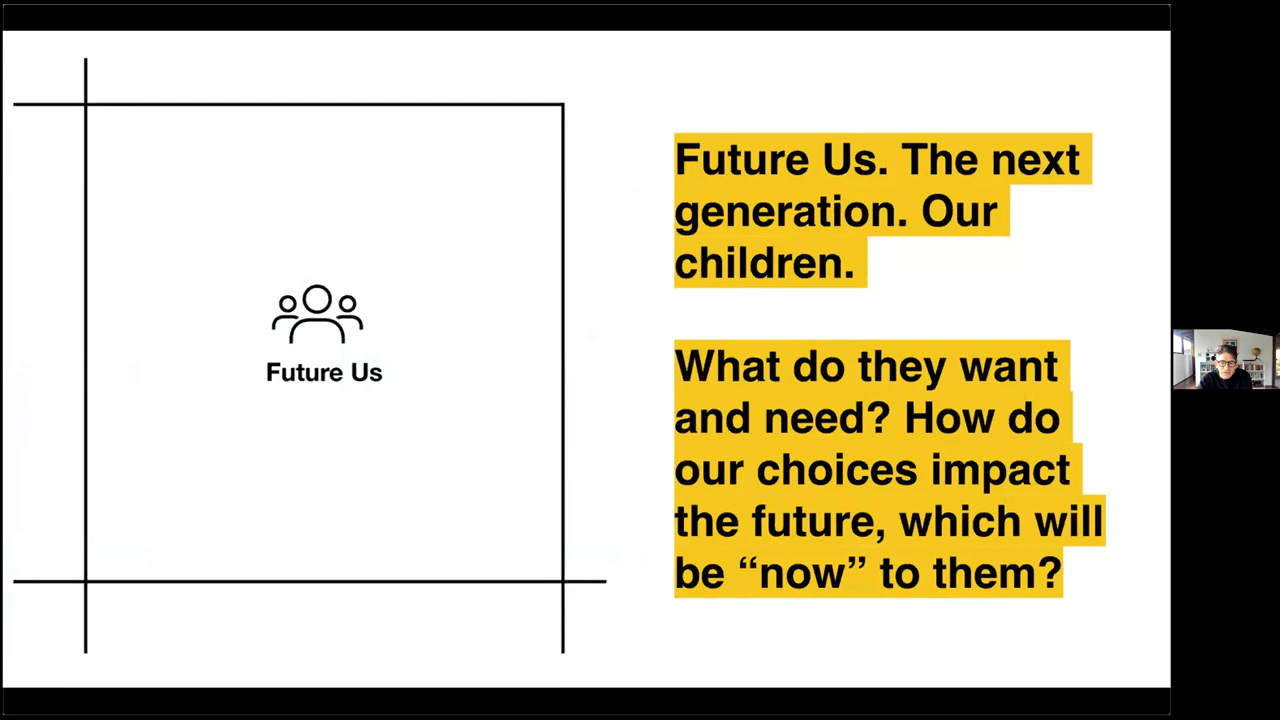 Future Us
Future Us. The next
generation. Our
children.
What do they want
and need? How do
our choices impact
the future, which will
be “now” to them?